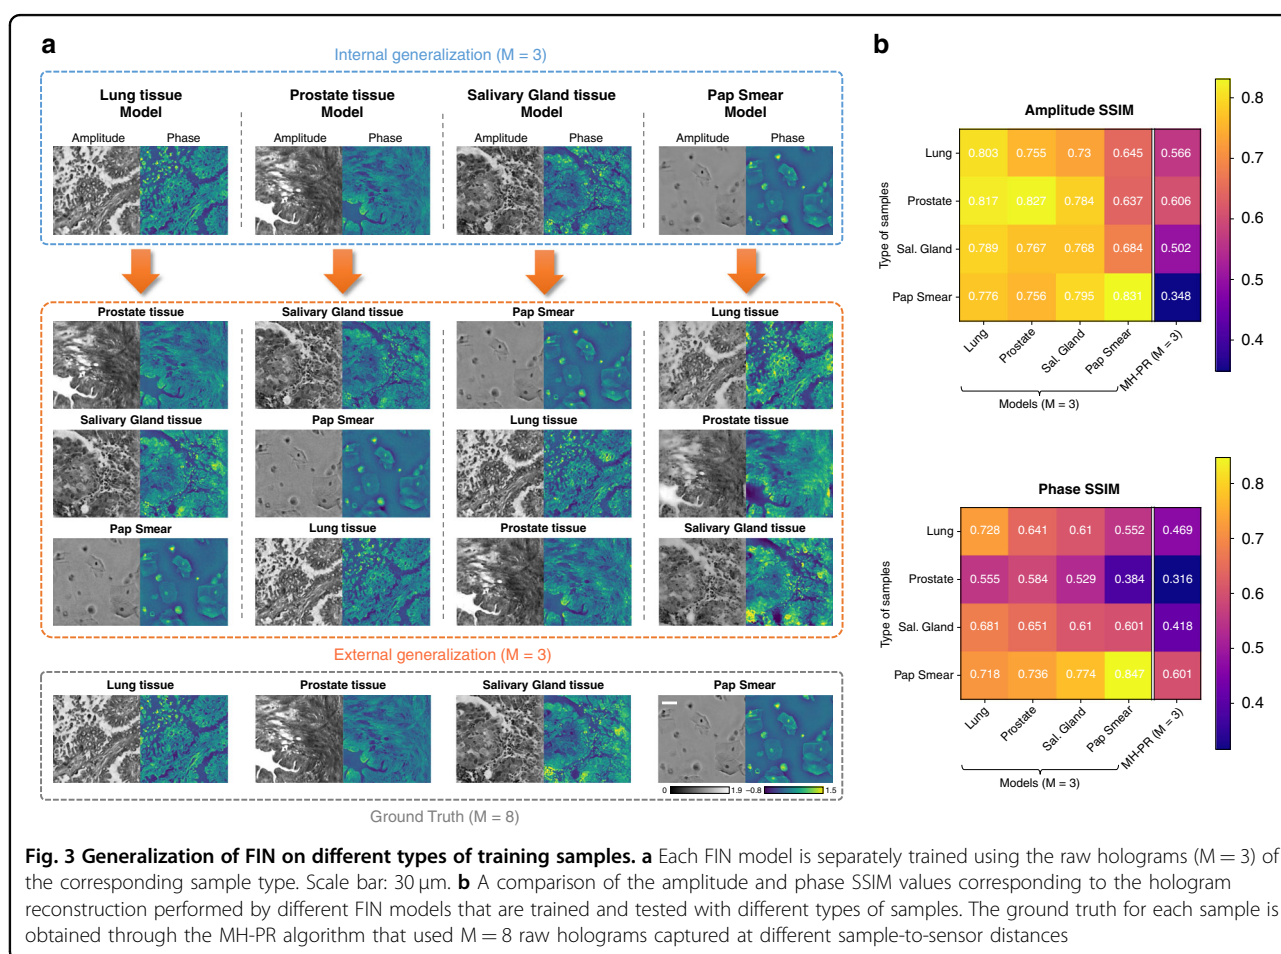 a
Internal generalization (M = 3)
Lung tissue
Model
Prostate tissue
Model
Salivary Gland tissue
Model
Pap Smear
Model
Amplitude Phase
Amplitude Phase
Amplitude Phase
Amplitude Phase
Prostate tissue
Salivary Gland tissue
Pap Smear
Lung tissue
Salivary Gland tissue
Pap Smear
Lung tissue
Prostate tissue
Pap Smear
Lung tissue
Prostate tissue
Salivary Gland tissue
External generalization (M = 3)
Lung tissue
Prostate tissue
Salivary Gland tissue
Pap Smear
0 1.9 −0.8 1.5
Ground Truth (M = 8)
b
Amplitude SSIM
Type of samples
Lung 0.803 0.755 0.73 0.645 0.566
Prostate 0.817 0.827 0.784 0.637 0.606
Sal. Gland 0.789 0.767 0.768 0.684 0.502
Pap Smear 0.776 0.756 0.795 0.831 0.348
Lung Prostate Sal. Gland Pap Smear MH-PR (M = 3)
Models (M = 3)
0.8
0.7
0.6
0.5
0.4
Phase SSIM
Type of samples
Lung 0.728 0.641 0.61 0.552 0.469
Prostate 0.555 0.584 0.529 0.384 0.316
Sal. Gland 0.681 0.651 0.61 0.601 0.418
Pap Smear 0.718 0.736 0.774 0.847 0.601
Lung Prostate Sal. Gland Pap Smear MH-PR (M = 3)
Models (M = 3)
0.8
0.7
0.6
0.5
0.4
Fig. 3 Generalization of FIN on different types of training samples. a Each FIN model is separately trained using the raw holograms (M = 3) of
the corresponding sample type. Scale bar: 30 μm. b A comparison of the amplitude and phase SSIM values corresponding to the hologram
reconstruction performed by different FIN models that are trained and tested with different types of samples. The ground truth for each sample is
obtained through the MH-PR algorithm that used M = 8 raw holograms captured at different sample-to-sensor distances